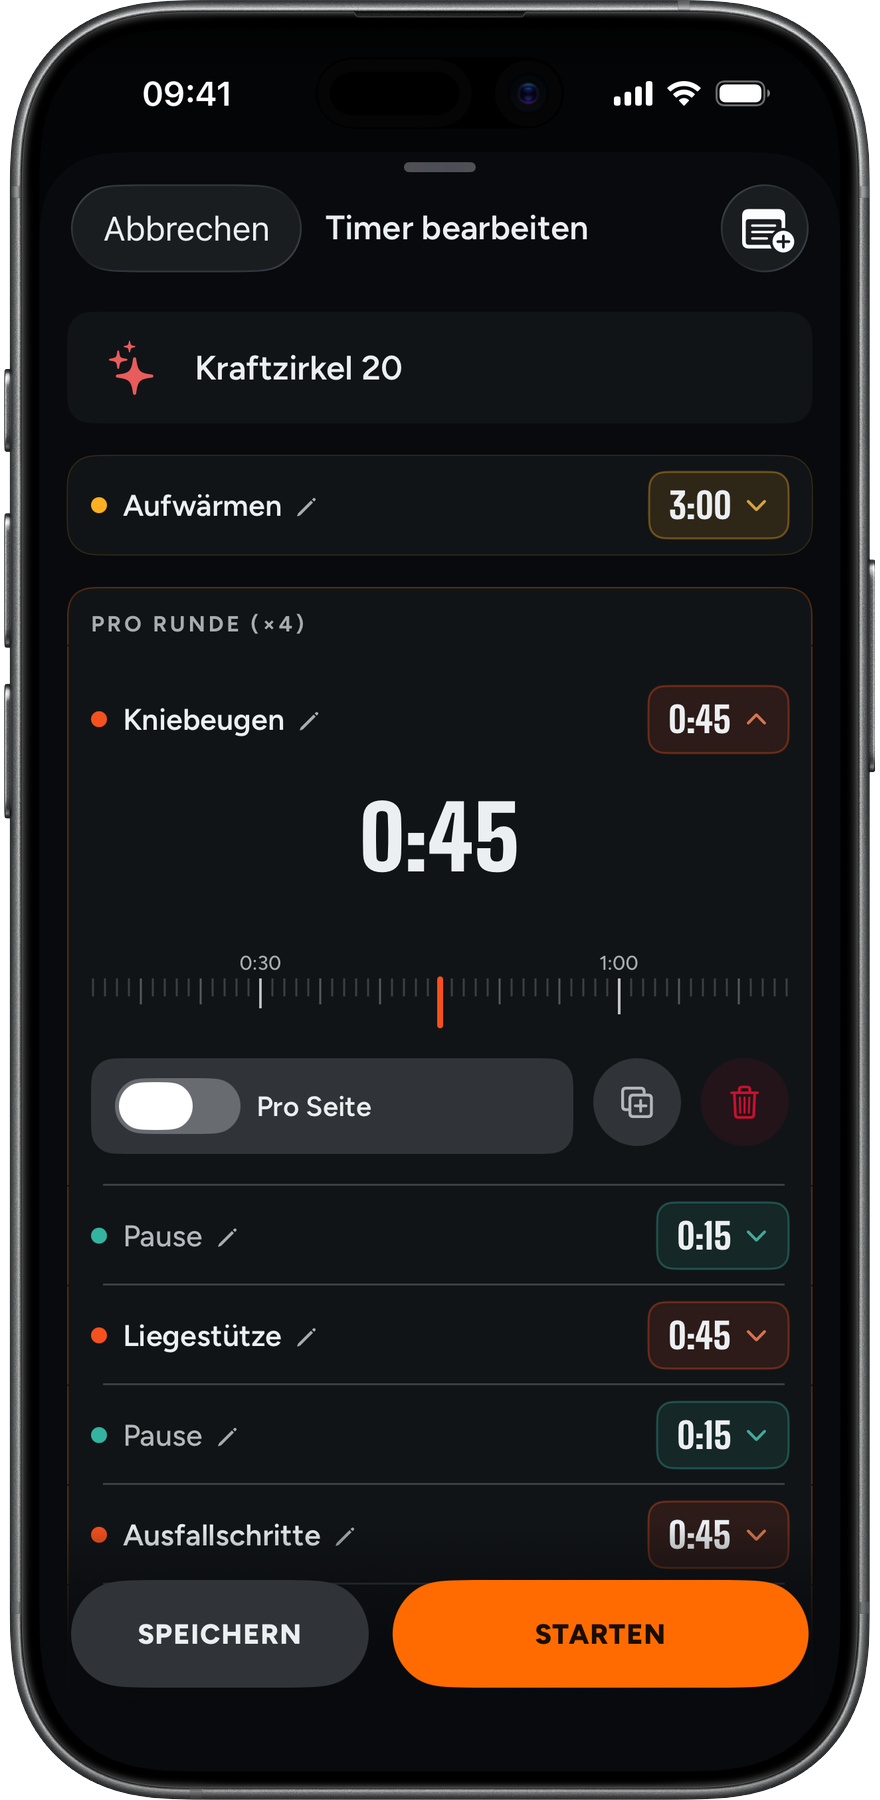 09:41
Abbrechen
Timer bearbeiten
Kraftzirkel 20
Aufwärmen
3:00
PRO RUNDE (×4)
Kniebeugen
0:45
0:45
0:30
1:00
Pro Seite
Pause
0:15
Liegestütze
0:45
Pause
0:15
Ausfallschritte
0:45
SPEICHERN
STARTEN